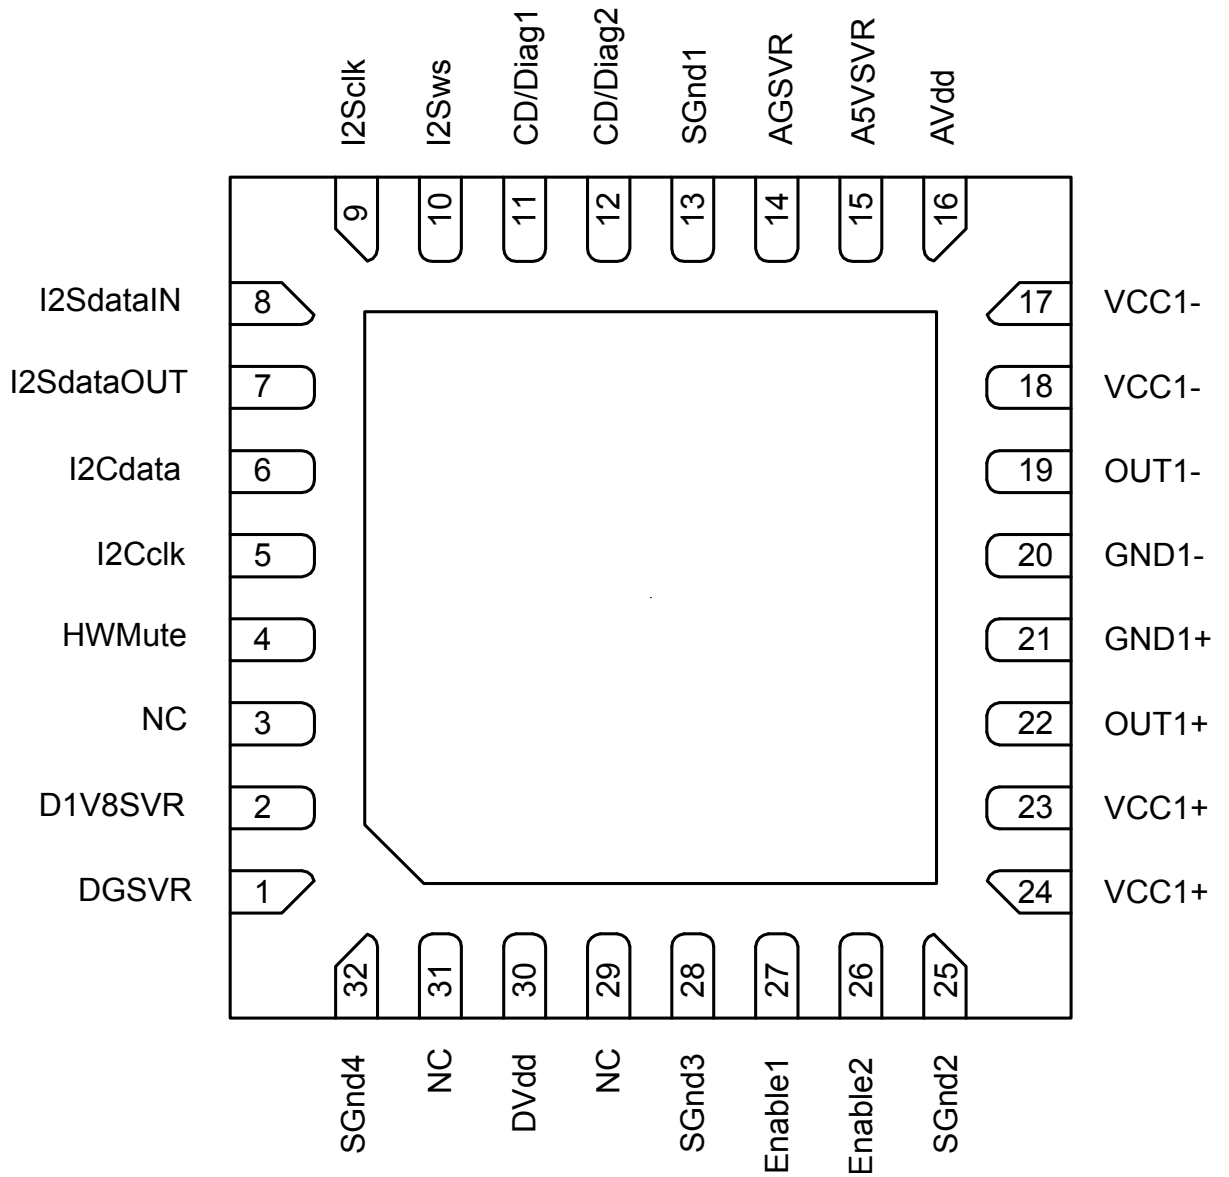 I2Sclk
I2Sws
CD/Diag1
CD/Diag2
SGnd1
AGSVR
A5VSVR
AVdd
9
10
11
12
13
14
15
16
I2SdataIN 8
17 VCC1-
I2SdataOUT 7
18 VCC1-
I2Cdata 6
19 OUT1-
I2Cclk 5
20 GND1-
HWMute 4
21 GND1+
NC 3
22 OUT1+
D1V8SVR 2
23 VCC1+
DGSVR 1
24 VCC1+
32
31
30
29
28
27
26
25
SGnd4
NC
DVdd
NC
SGnd3
Enable1
Enable2
SGnd2